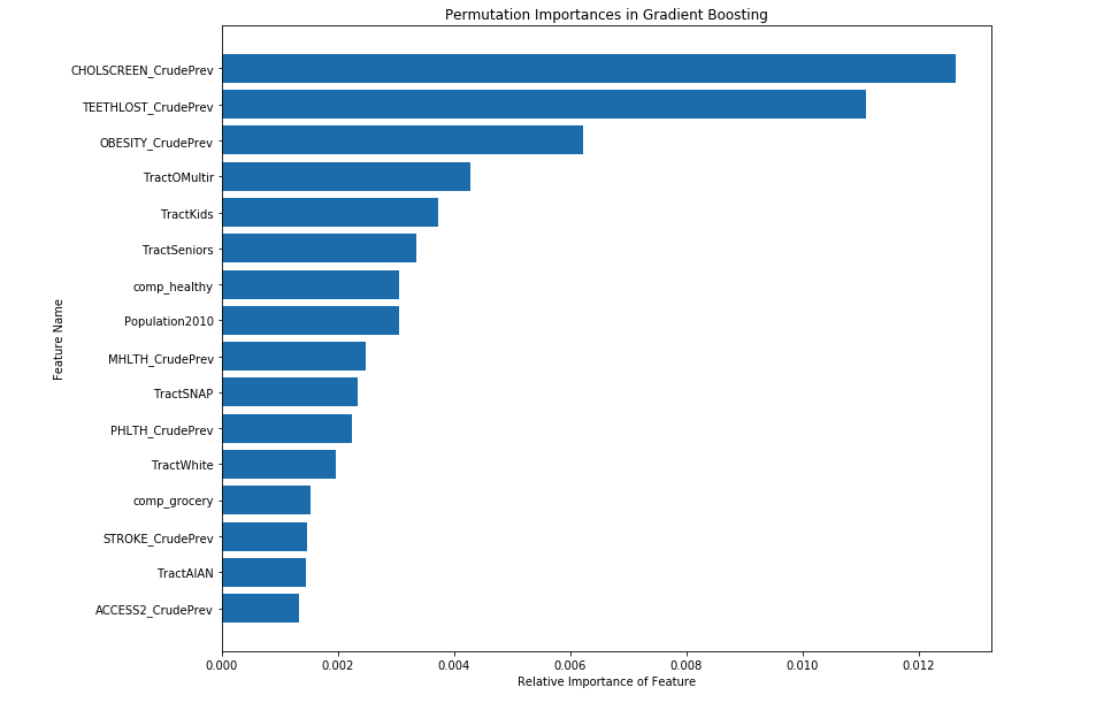 Permutation Importances in Gradient Boosting
CHOLSCREEN_CrudePrev
TEETHLOST_CrudePrev
OBESITY_CrudePrev
TractOMultir
TractKids
TractSeniors
comp_healthy
Population2010
MHLTH_CrudePrev
TractSNAP
PHLTH_CrudePrev
TractWhite
comp_grocery
STROKE_CrudePrev
TractAIAN
ACCESS2_CrudePrev
Feature Name
0.000 0.002 0.004 0.006 0.008 0.010 0.012
Relative Importance of Feature